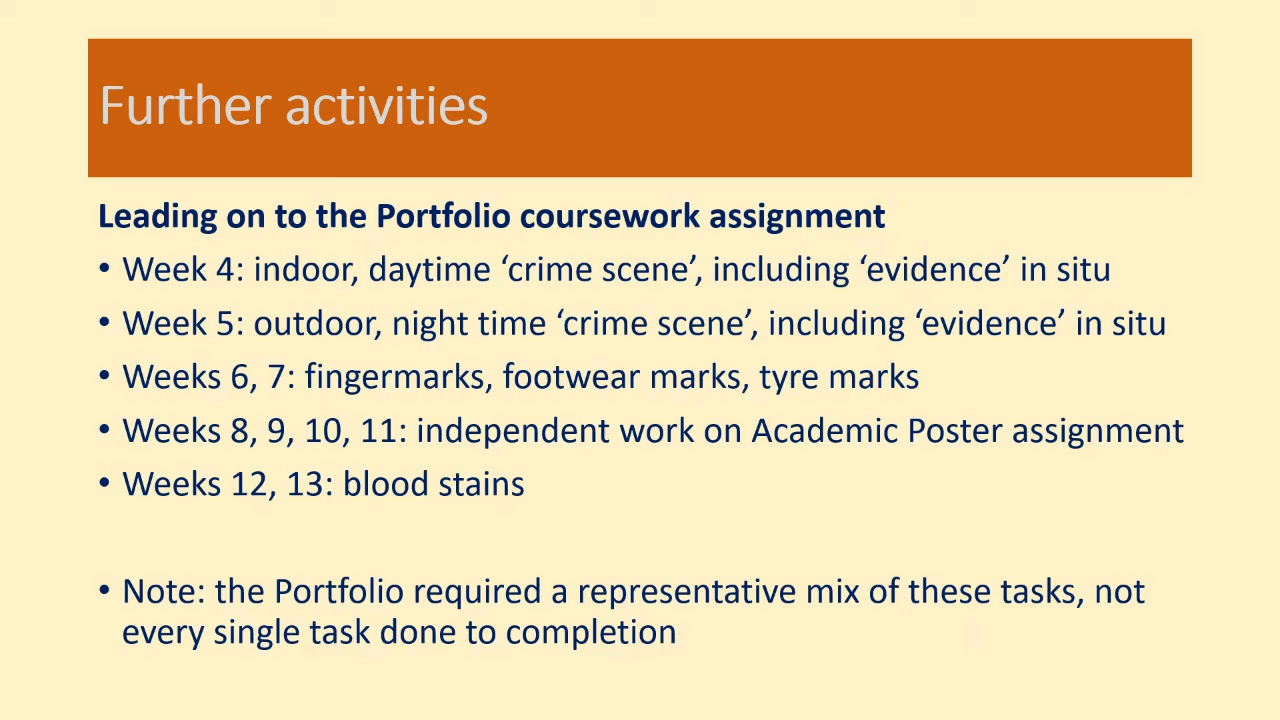 Further activities
Leading on to the Portfolio coursework assignment
• Week 4: indoor, daytime ‘crime scene’, including ‘evidence’ in situ
• Week 5: outdoor, night time ‘crime scene’, including ‘evidence’ in situ
• Weeks 6, 7: fingermarks, footwear marks, tyre marks
• Weeks 8, 9, 10, 11: independent work on Academic Poster assignment
• Weeks 12, 13: blood stains
• Note: the Portfolio required a representative mix of these tasks, not
every single task done to completion